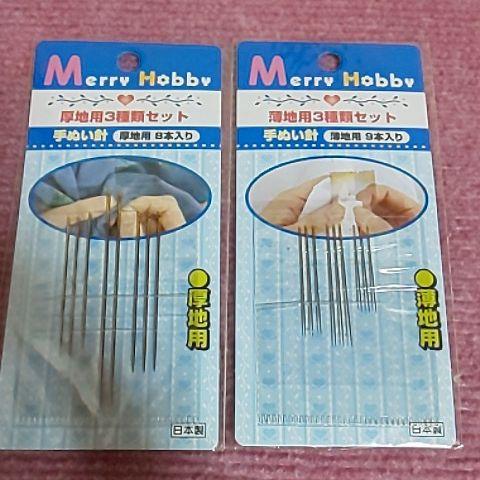 Merry Hobby
厚地用3種類セット
手ぬい針 厚地用 8本入り
●厚地用
日本製
Merry Hobby
薄地用3種類セット
手ぬい針 薄地用 9本入り
●薄地用
日本製